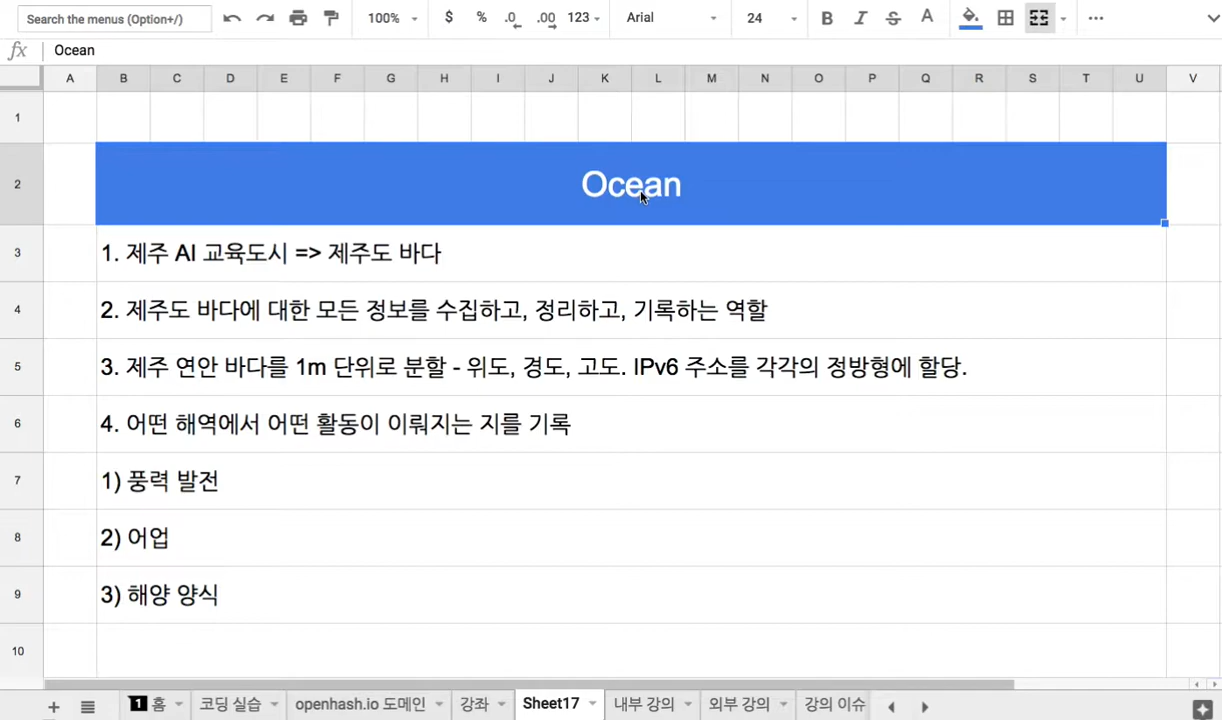 Search the menus (Option+/)
100%
$ % .0 .00 123
Arial
24
B I S A
fx Ocean
A B C D E F G H I J K L M N O P Q R S T U V
1
2 Ocean
3 1. 제주 AI 교육도시 => 제주도 바다
4 2. 제주도 바다에 대한 모든 정보를 수집하고, 정리하고, 기록하는 역할
5 3. 제주 연안 바다를 1m 단위로 분할 - 위도, 경도, 고도. IPv6 주소를 각각의 정방형에 할당.
6 4. 어떤 해역에서 어떤 활동이 이뤄지는 지를 기록
7 1) 풍력 발전
8 2) 어업
9 3) 해양 양식
10
1 홈 코딩 실습 openhash.io 도메인 강좌 Sheet17 내부 강의 외부 강의 강의 이슈